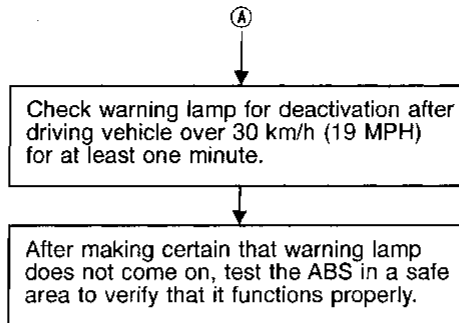 A
Check warning lamp for deactivation after
driving vehicle over 30 km/h (19 MPH)
for at least one minute.
After making certain that warning lamp
does not come on, test the ABS in a safe
area to verify that it functions properly.